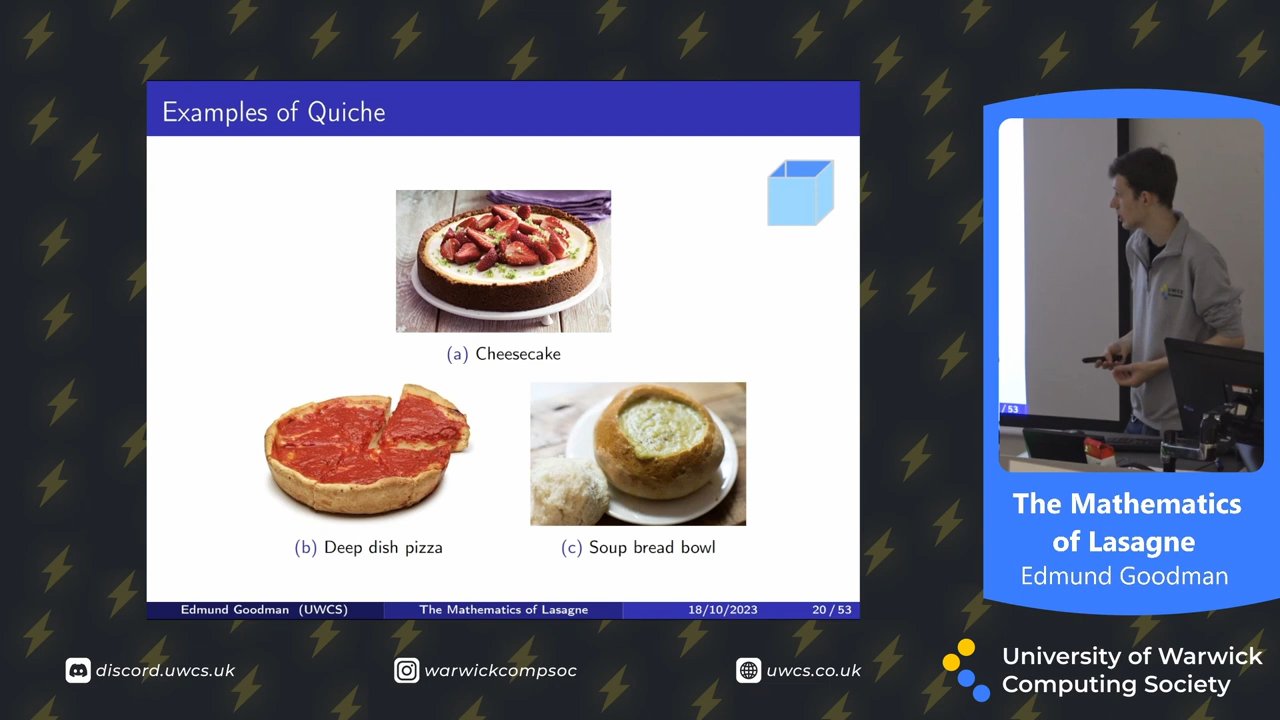 Examples of Quiche
(a) Cheesecake
(b) Deep dish pizza
(c) Soup bread bowl
Edmund Goodman (UWCS)
The Mathematics of Lasagne
18/10/2023
20 / 53
/ 53
The Mathematics
of Lasagne
Edmund Goodman
discord.uwcs.uk
warwickcompsoc
uwcs.co.uk
University of Warwick
Computing Society